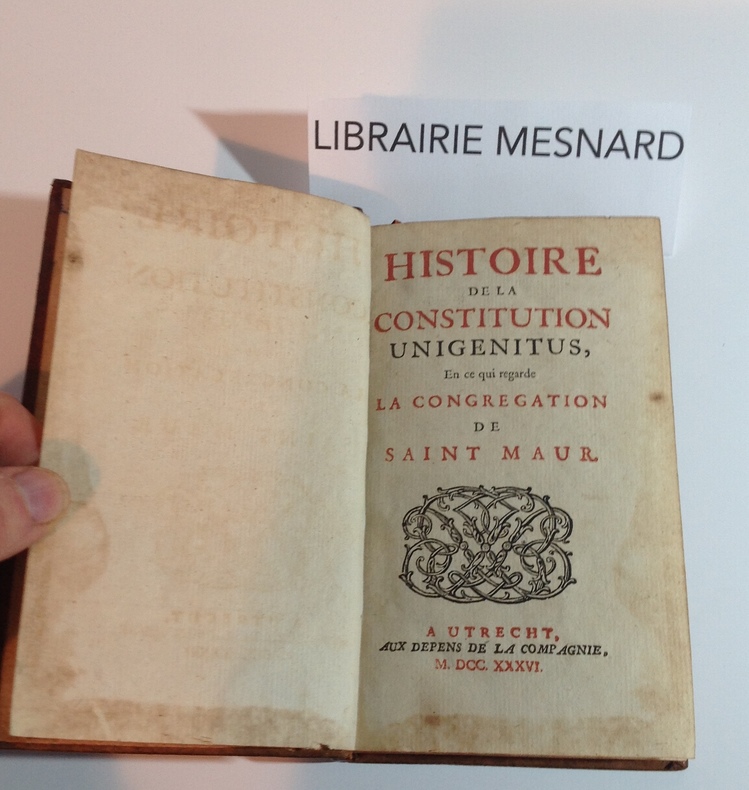 LIBRAIRIE MESNARD
HISTOIRE
DE LA
CONSTITUTION
UNIGENITUS,
En ce qui regarde
LA CONGREGATION
DE
SAINT MAUR.
A UTRECHT,
AUX DEPENS DE LA COMPAGNIE,
M. DCC. XXXVI.